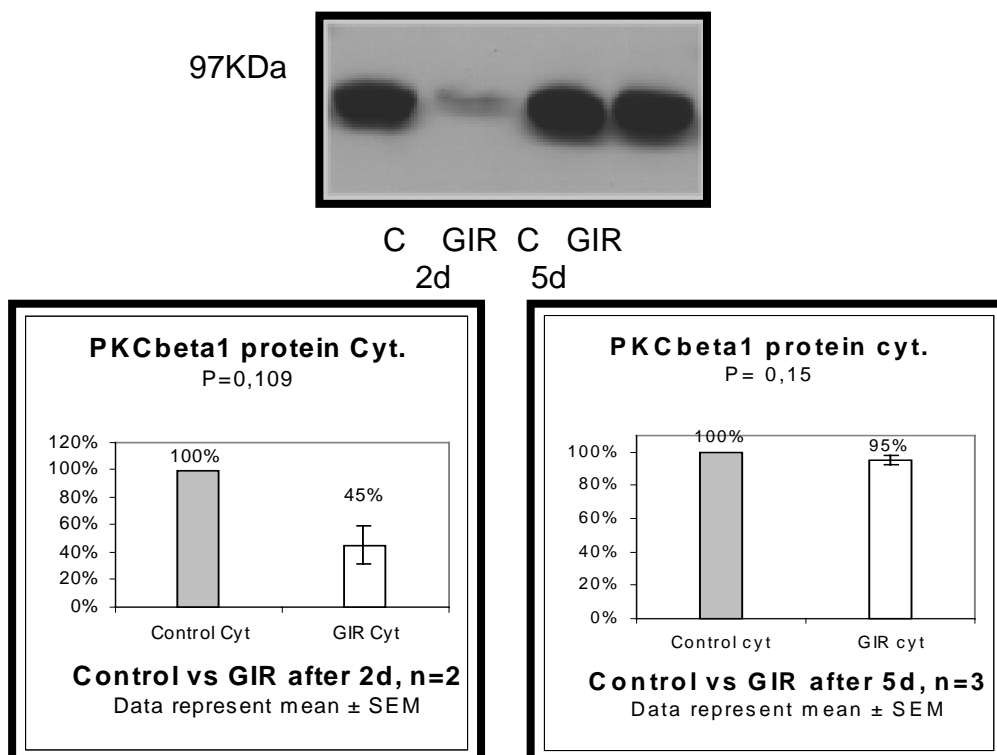 97KDa
C GIR C GIR
2d 5d
PKCbeta1 protein Cyt.
P=0,109
120%
100%
80%
60%
40%
20%
0%
100%
45%
Control Cyt GIR Cyt
Control vs GIR after 2d, n=2
Data represent mean ± SEM
PKCbeta1 protein cyt.
P= 0,15
100%
80%
60%
40%
20%
0%
100%
95%
Control cyt GIR cyt
Control vs GIR after 5d, n=3
Data represent mean ± SEM